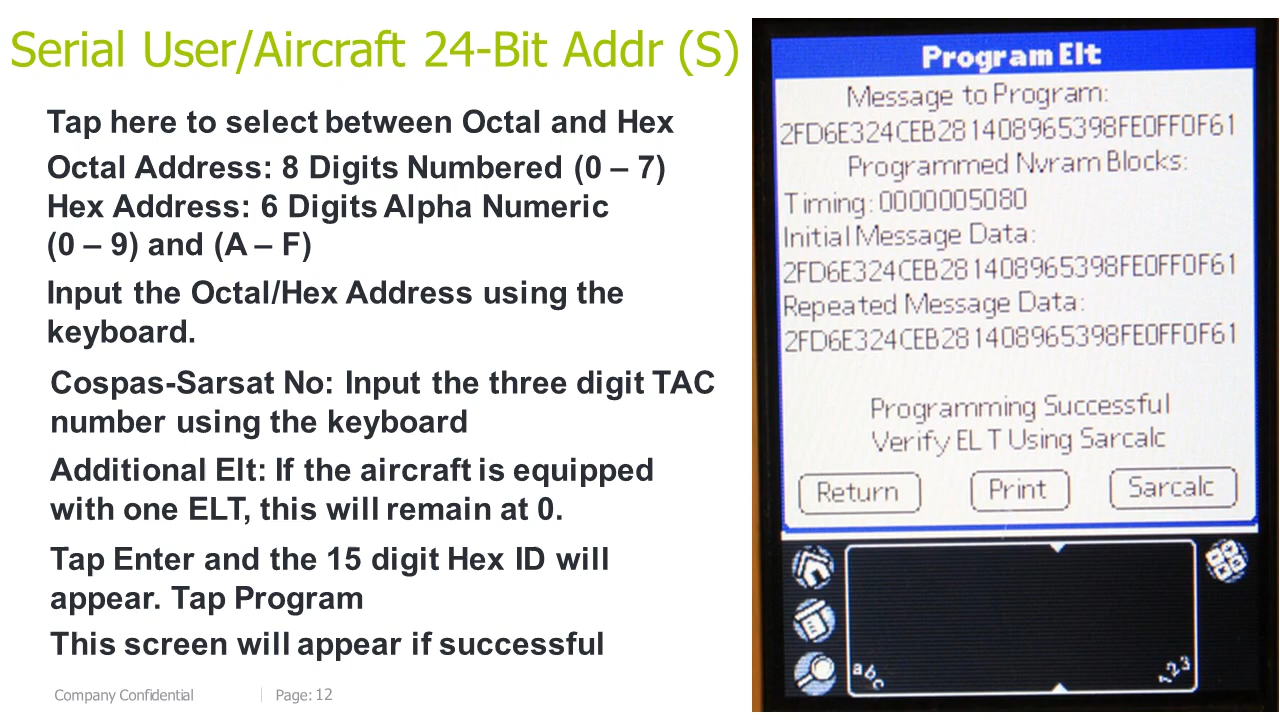 Serial User/Aircraft 24-Bit Addr (S)
Tap here to select between Octal and Hex
Octal Address: 8 Digits Numbered (0 – 7)
Hex Address: 6 Digits Alpha Numeric
(0 – 9) and (A – F)
Input the Octal/Hex Address using the
keyboard.
Cospas-Sarsat No: Input the three digit TAC
number using the keyboard
Additional Elt: If the aircraft is equipped
with one ELT, this will remain at 0.
Tap Enter and the 15 digit Hex ID will
appear. Tap Program
This screen will appear if successful
Company Confidential
Page: 12
Program Elt
Message to Program:
2FD6E324CEB281408965398FE0FF0F61
Programmed Nvram Blocks:
Timing: 0000005080
Initial Message Data:
2FD6E324CEB281408965398FE0FF0F61
Repeated Message Data:
2FD6E324CEB281408965398FE0FF0F61
Programming Successful
Verify ELT Using Sarcalc
Return
Print
Sarcalc
abc
123